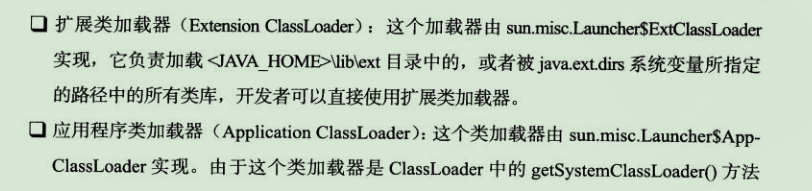 ❑ 扩展类加载器（Extension ClassLoader）：这个加载器由 sun.misc.Launcher$ExtClassLoader
实现，它负责加载 <JAVA_HOME>\lib\ext 目录中的，或者被 java.ext.dirs 系统变量所指定
的路径中的所有类库，开发者可以直接使用扩展类加载器。
❑ 应用程序类加载器（Application ClassLoader）：这个类加载器由 sun.misc.Launcher$App-
ClassLoader 实现。由于这个类加载器是 ClassLoader 中的 getSystemClassLoader() 方法